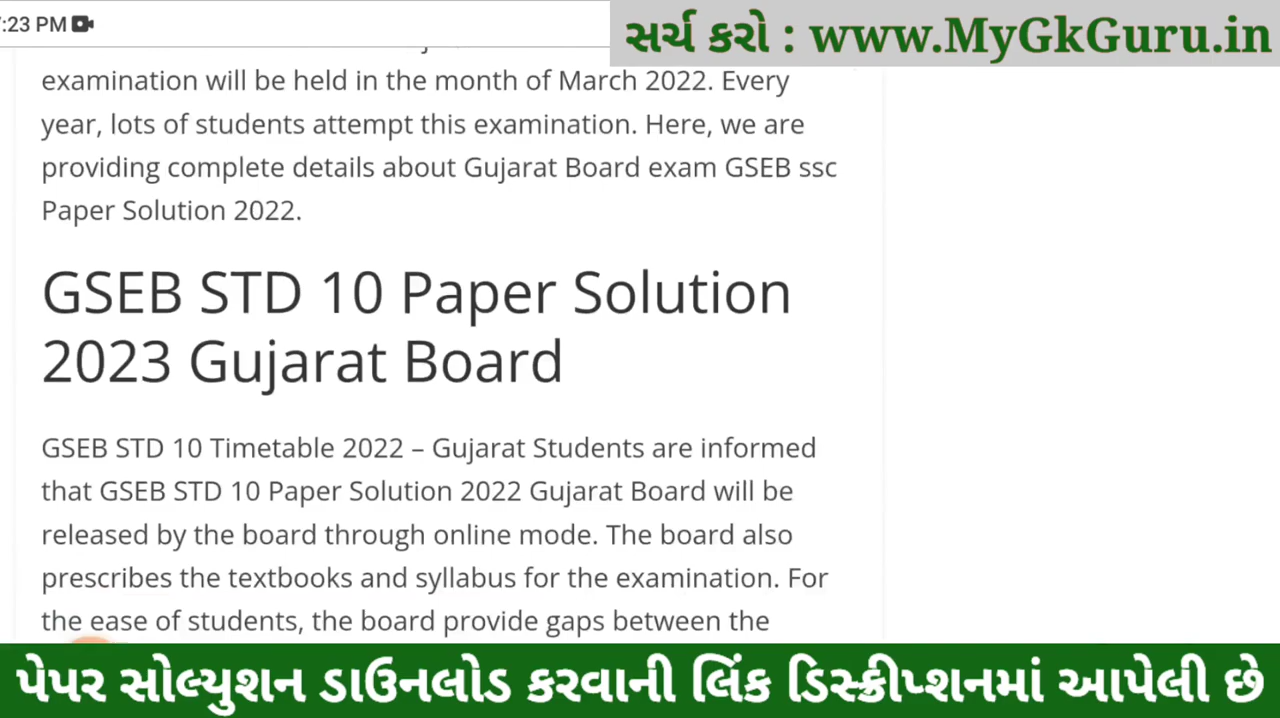 :23 PM
સર્ચ કરો : www.MyGkGuru.in
examination will be held in the month of March 2022. Every
year, lots of students attempt this examination. Here, we are
providing complete details about Gujarat Board exam GSEB ssc
Paper Solution 2022.
GSEB STD 10 Paper Solution
2023 Gujarat Board
GSEB STD 10 Timetable 2022 – Gujarat Students are informed
that GSEB STD 10 Paper Solution 2022 Gujarat Board will be
released by the board through online mode. The board also
prescribes the textbooks and syllabus for the examination. For
the ease of students, the board provide gaps between the
પેપર સોલ્યુશન ડાઉનલોડ કરવાની લિંક ડિસ્ક્રીપ્શનમાં આપેલી છે